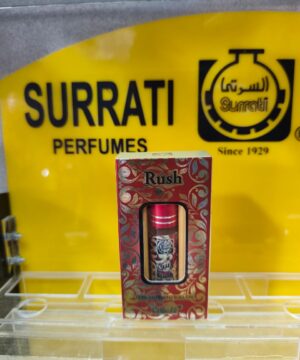 SURRATI
PERFUMES
السرتي
Surrati
®
Since 1929
Rush